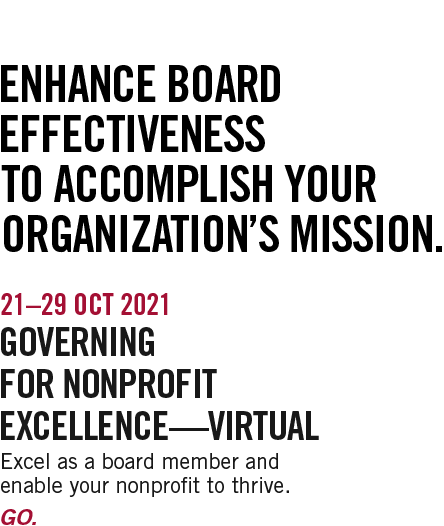 ENHANCE BOARD
EFFECTIVENESS
TO ACCOMPLISH YOUR
ORGANIZATION’S MISSION.
21–29 OCT 2021
GOVERNING
FOR NONPROFIT
EXCELLENCE—VIRTUAL
Excel as a board member and
enable your nonprofit to thrive.
GO.